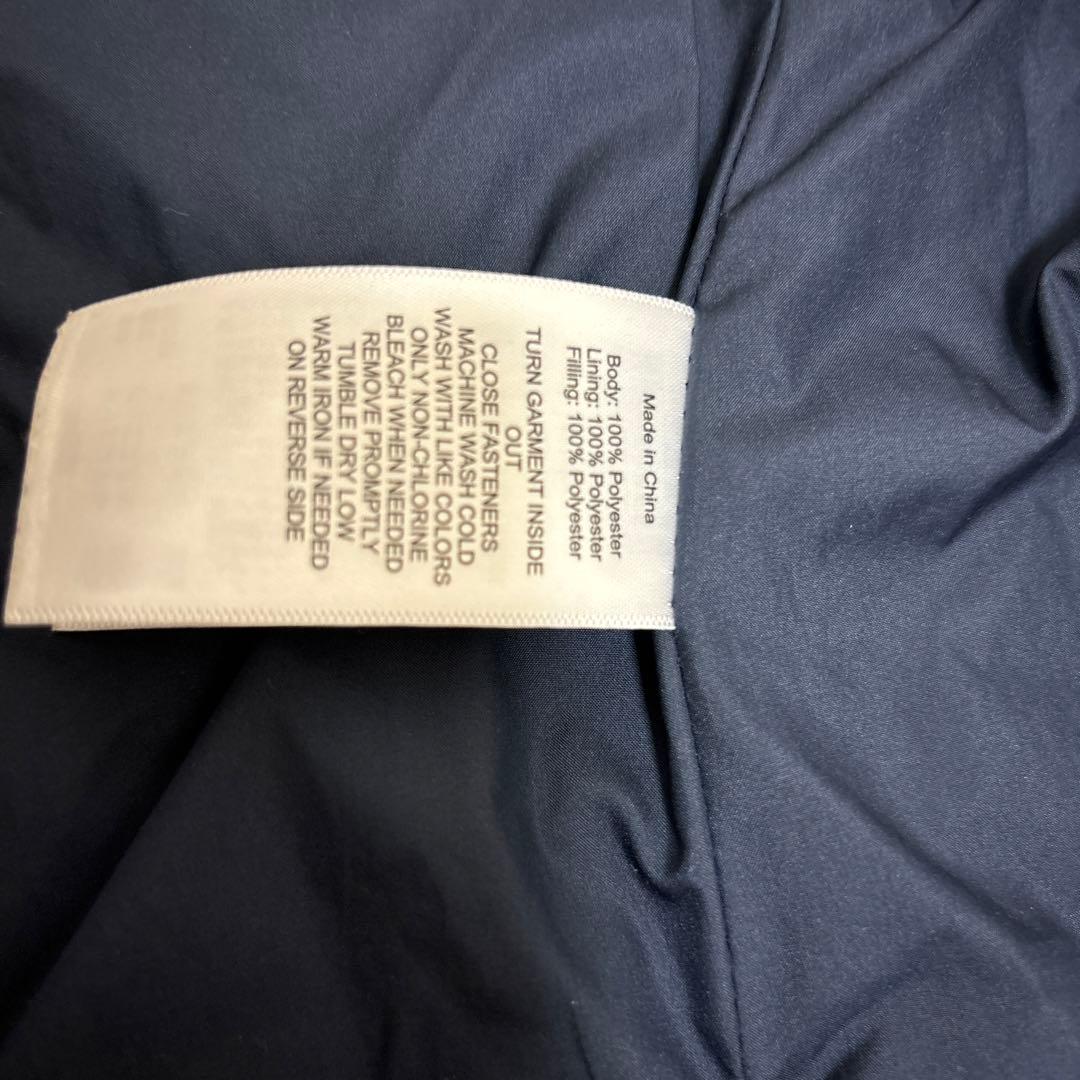 Made in China
Body: 100% Polyester
Lining: 100% Polyester
Filling: 100% Polyester
TURN GARMENT INSIDE
OUT
CLOSE FASTENERS
MACHINE WASH COLD
WASH WITH LIKE COLORS
ONLY NON-CHLORINE
BLEACH WHEN NEEDED
REMOVE PROMPTLY
TUMBLE DRY LOW
WARM IRON IF NEEDED
ON REVERSE SIDE